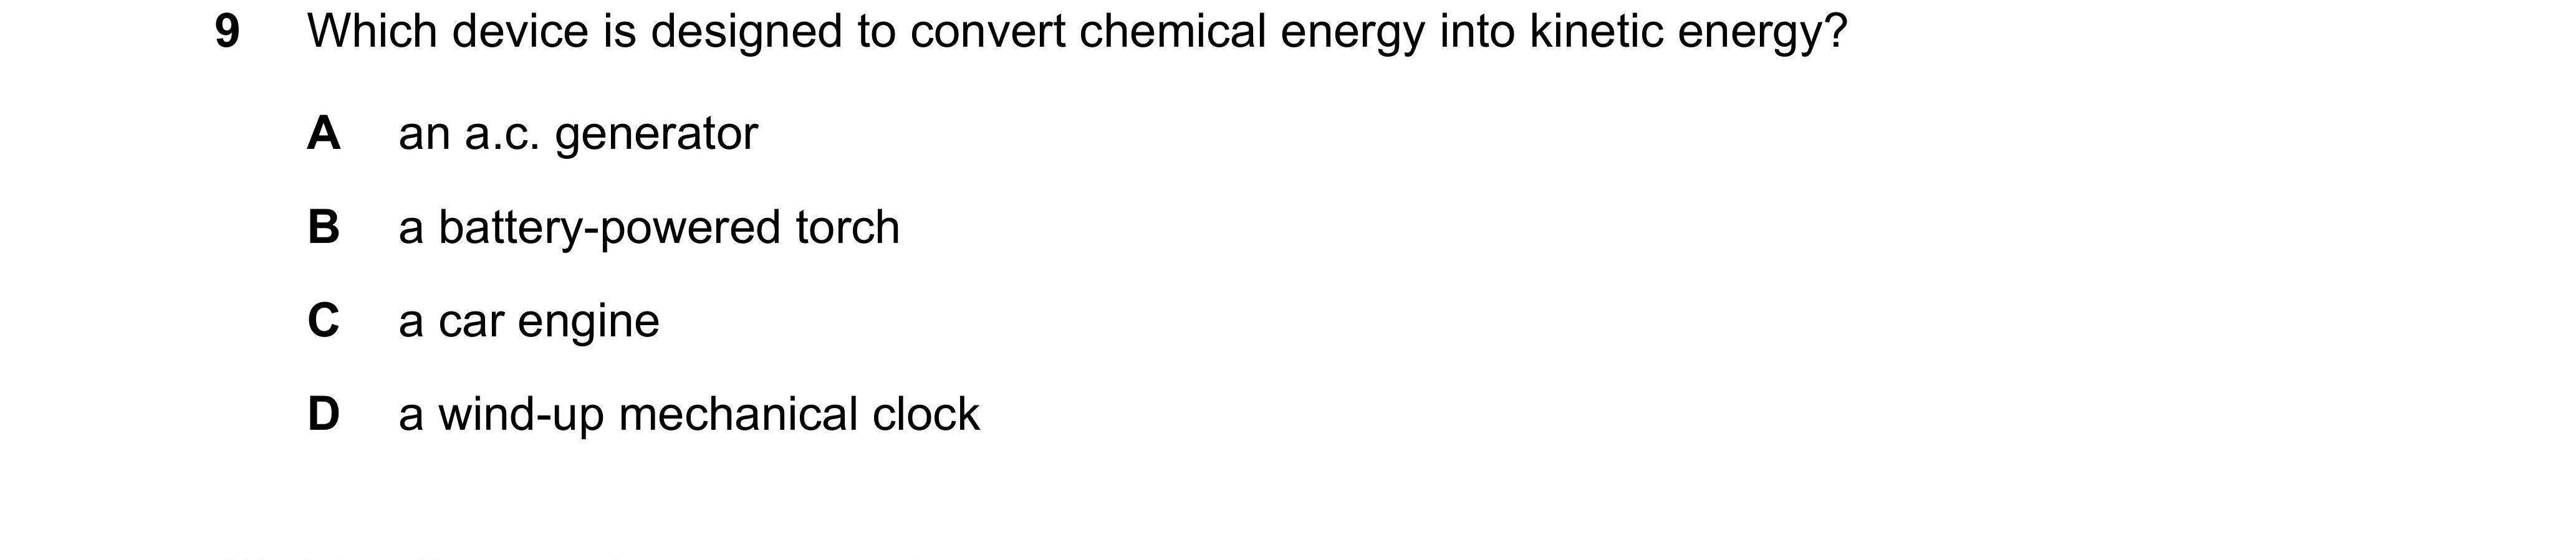 9 Which device is designed to convert chemical energy into kinetic energy?
A an a.c. generator
B a battery-powered torch
C a car engine
D a wind-up mechanical clock